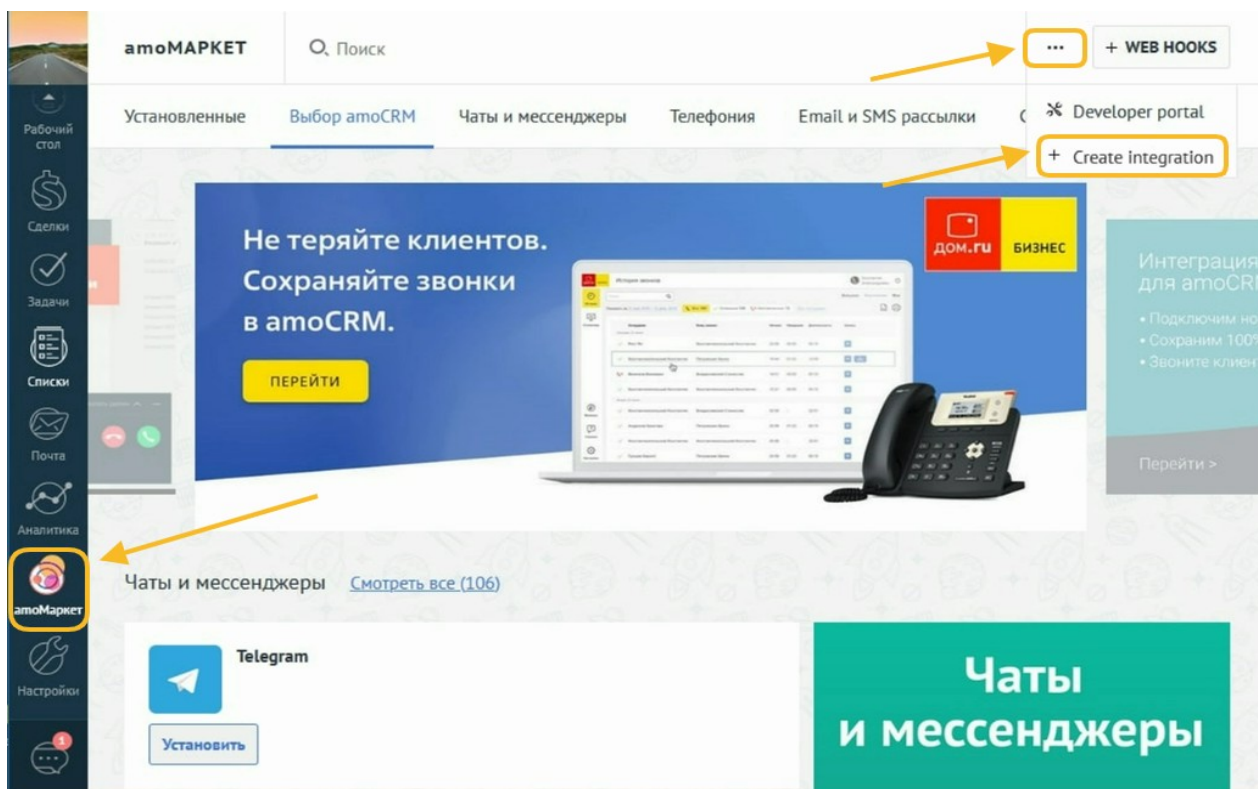 amoМАРКЕТ
Поиск
...
+ WEB HOOKS
Установленные
Выбор amoCRM
Чаты и мессенджеры
Телефония
Email и SMS рассылки
Developer portal
+ Create integration
Рабочий
стол
Сделки
Задачи
Списки
Почта
Аналитика
amoМаркет
Настройки
1
Не теряйте клиентов.
Сохраняйте звонки
в amoCRM.
ПЕРЕЙТИ
ДОМ.ru
БИЗНЕС
История звонков
Интеграция
для amoCRM
• Подключим но
• Сохраним 100%
• Звоните клиен
Перейти >
Чаты и мессенджеры
Смотреть все (106)
Telegram
Установить
Чаты
и мессенджеры